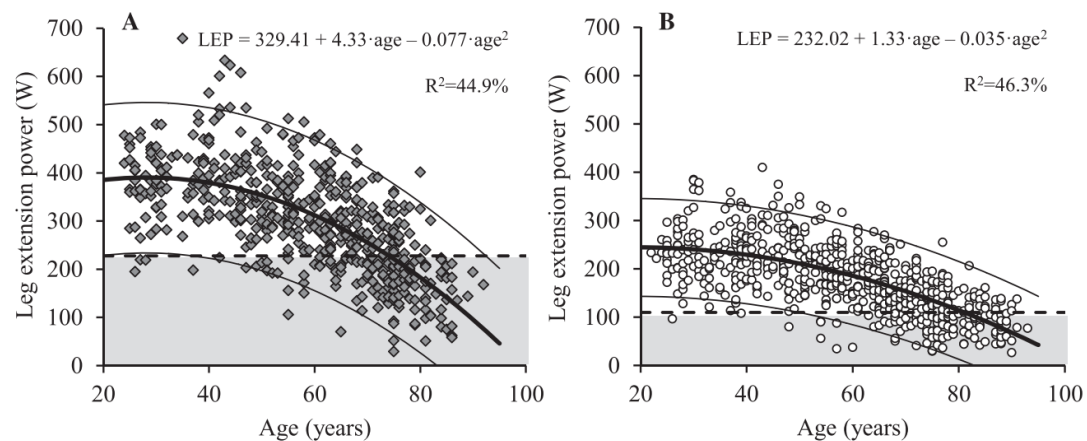 A
LEP = 329.41 + 4.33·age – 0.077·age²
R²=44.9%
Leg extension power (W)
700
600
500
400
300
200
100
0
20 40 60 80 100
Age (years)
B
LEP = 232.02 + 1.33·age – 0.035·age²
R²=46.3%
Leg extension power (W)
700
600
500
400
300
200
100
0
20 40 60 80 100
Age (years)